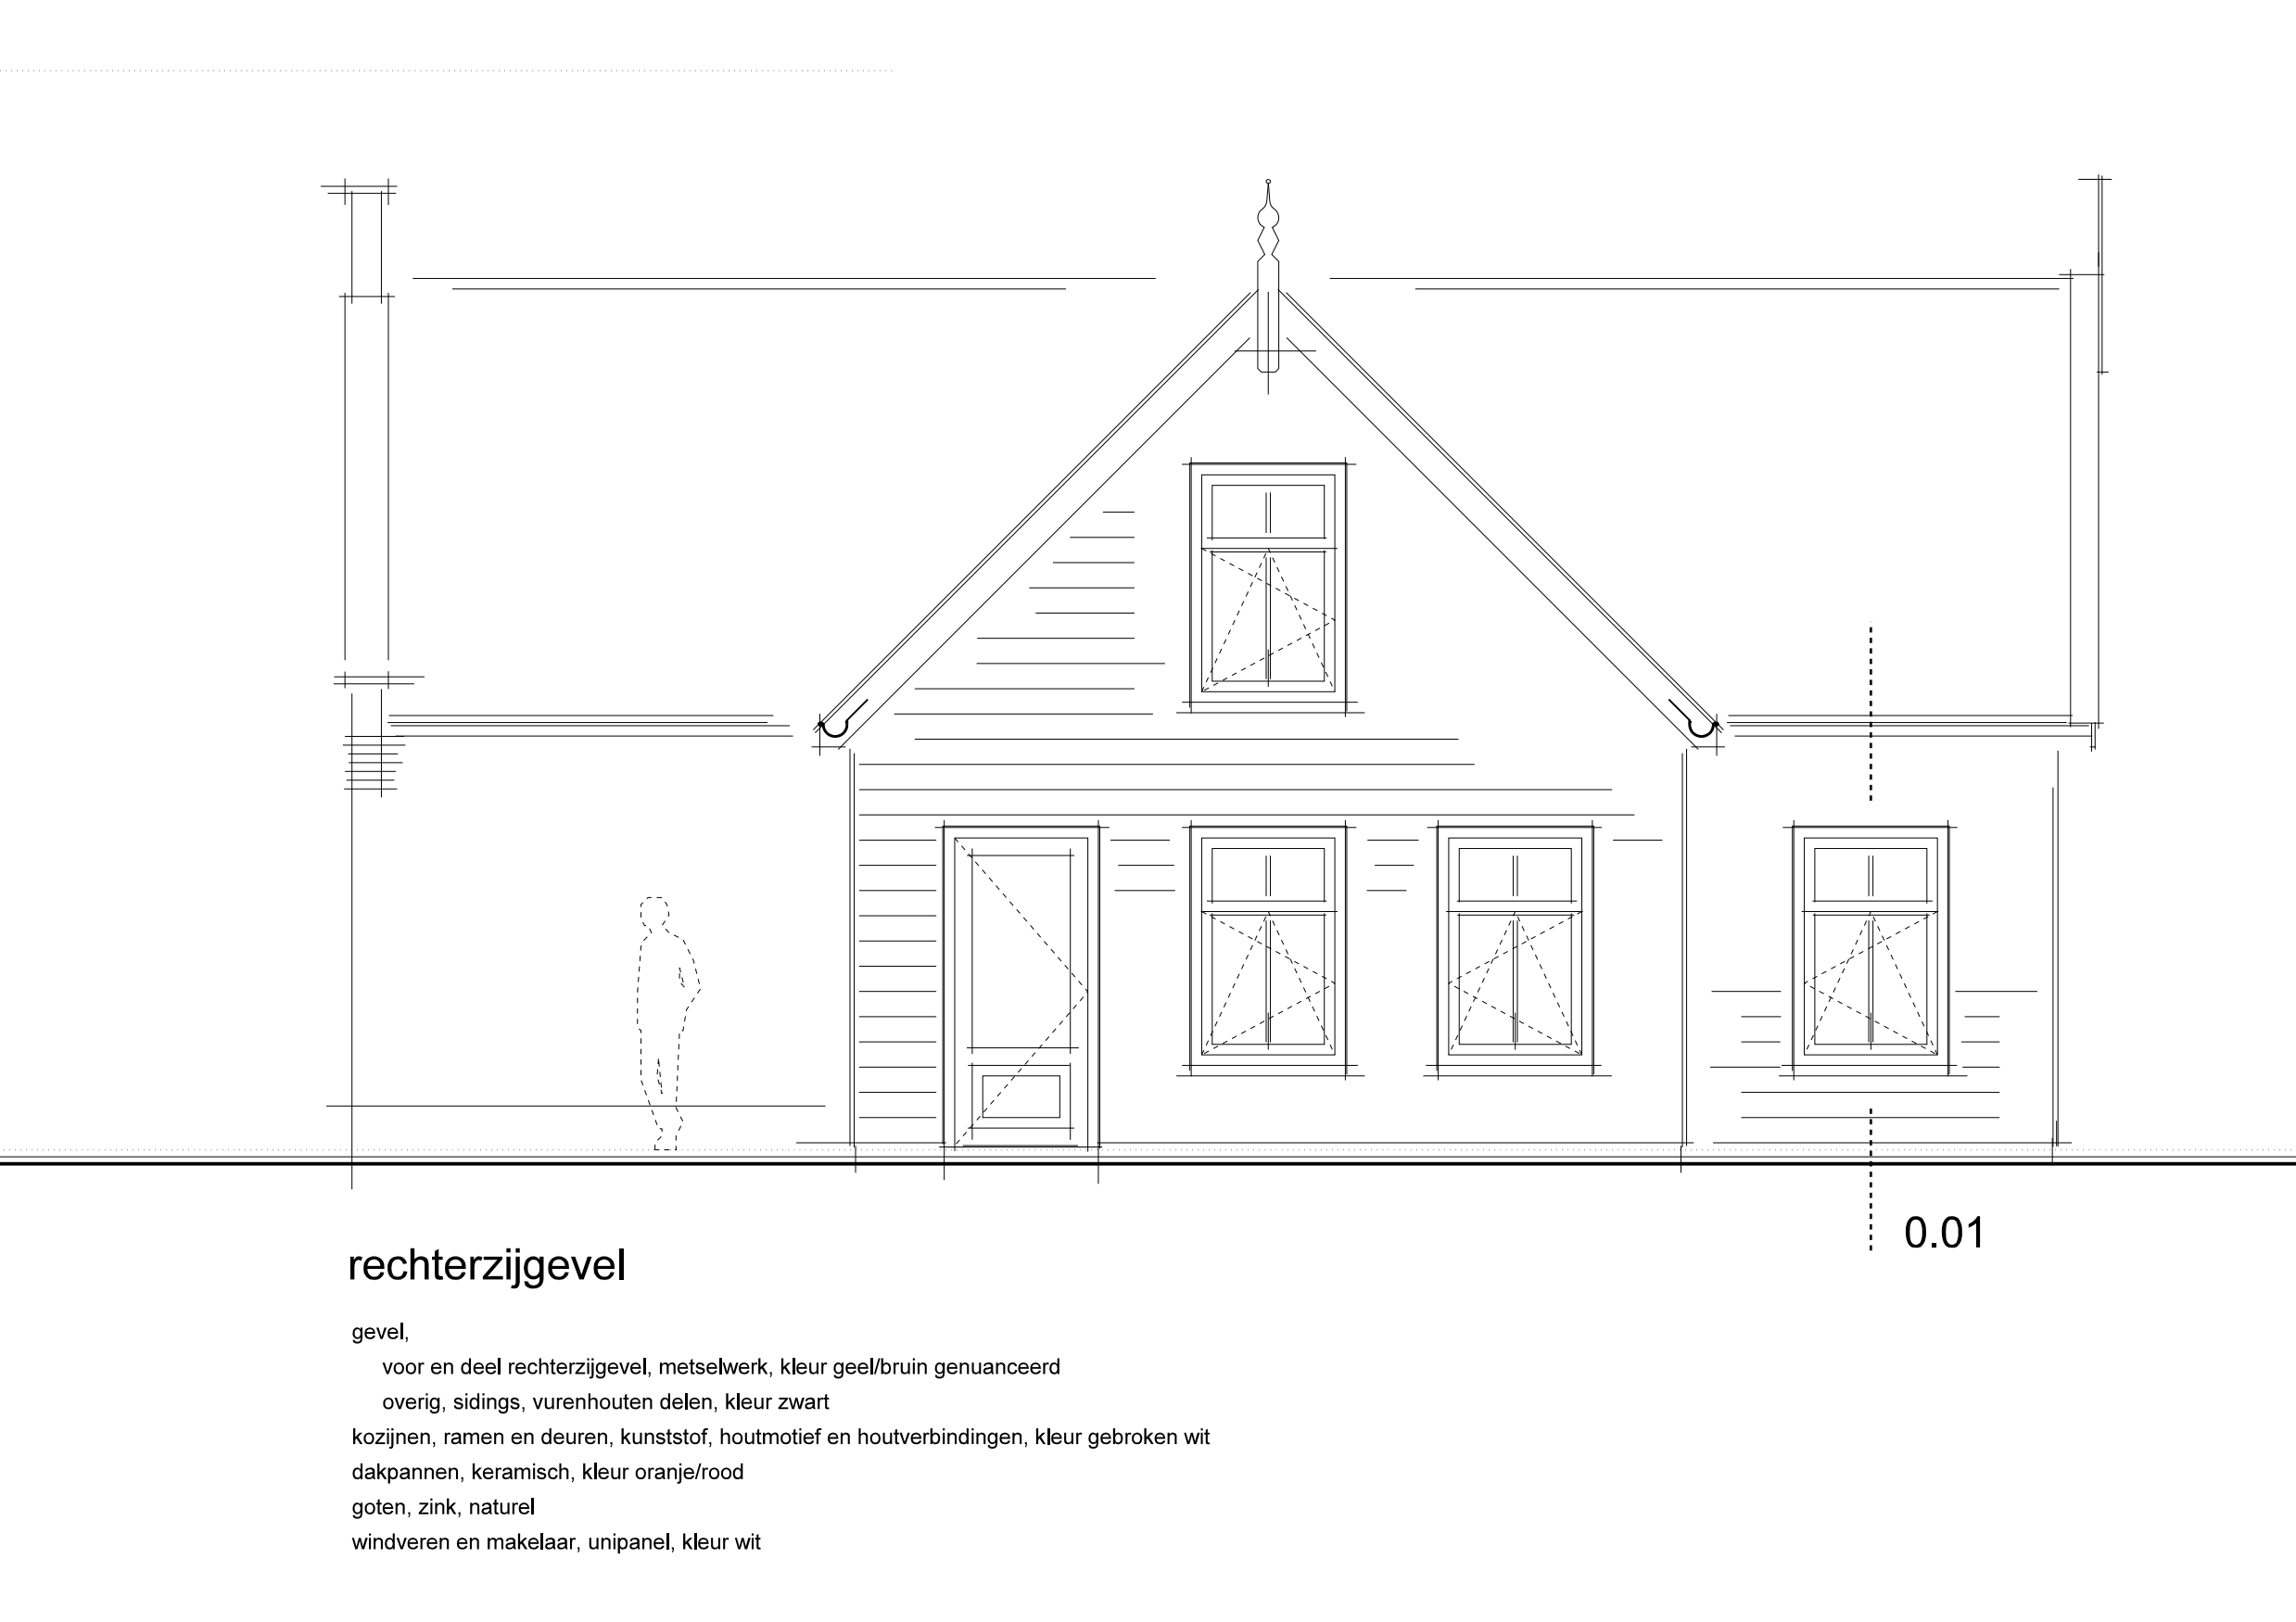 0.01
rechterzijgevel
gevel,
voor en deel rechterzijgevel, metselwerk, kleur geel/bruin genuanceerd
overig, sidings, vurenhouten delen, kleur zwart
kozijnen, ramen en deuren, kunststof, houtmotief en houtverbindingen, kleur gebroken wit
dakpannen, keramisch, kleur oranje/rood
goten, zink, naturel
windveren en makelaar, unipanel, kleur wit